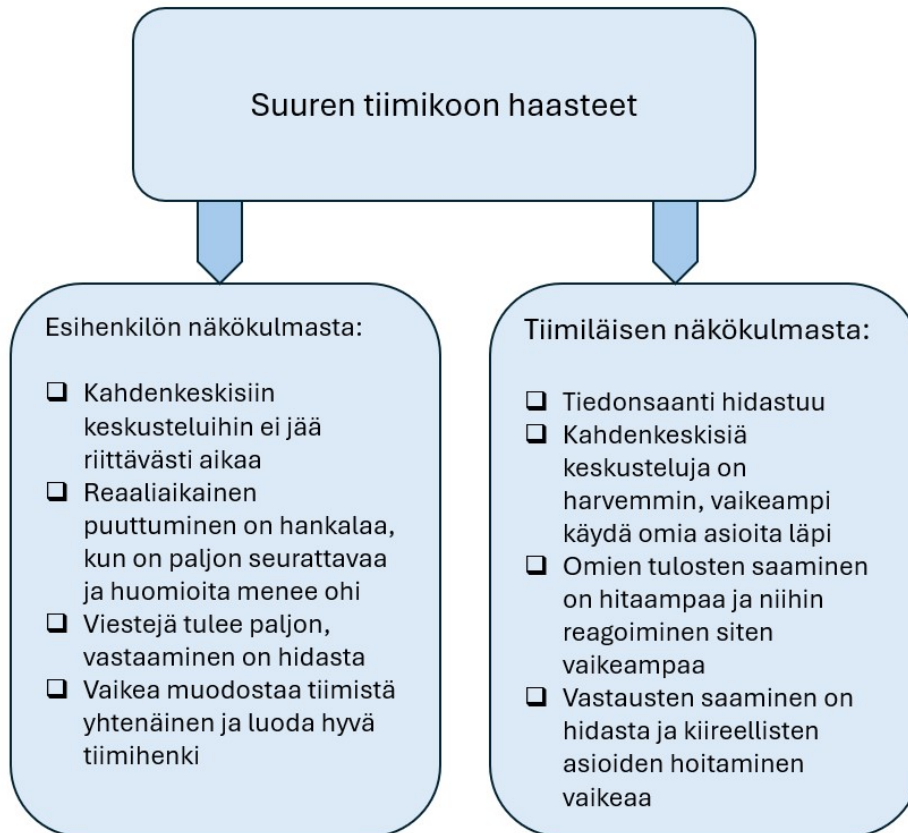 Suuren tiimikoon haasteet
Esihenkilön näkökulmasta:
Kahdenkeskisiin
keskusteluihin ei jää
riittävästi aikaa
Reaaliaikainen
puuttuminen on hankalaa,
kun on paljon seurattavaa
ja huomioita menee ohi
Viestejä tulee paljon,
vastaaminen on hidasta
Vaikea muodostaa tiimistä
yhtenäinen ja luoda hyvä
tiimihenki
Tiimiläisen näkökulmasta:
Tiedonsaanti hidastuu
Kahdenkeskisiä
keskusteluja on
harvemmin, vaikeampi
käydä omia asioita läpi
Omien tulosten saaminen
on hitaampaa ja niihin
reagoiminen siten
vaikeampaa
Vastausten saaminen on
hidasta ja kiireellisten
asioiden hoitaminen
vaikeaa